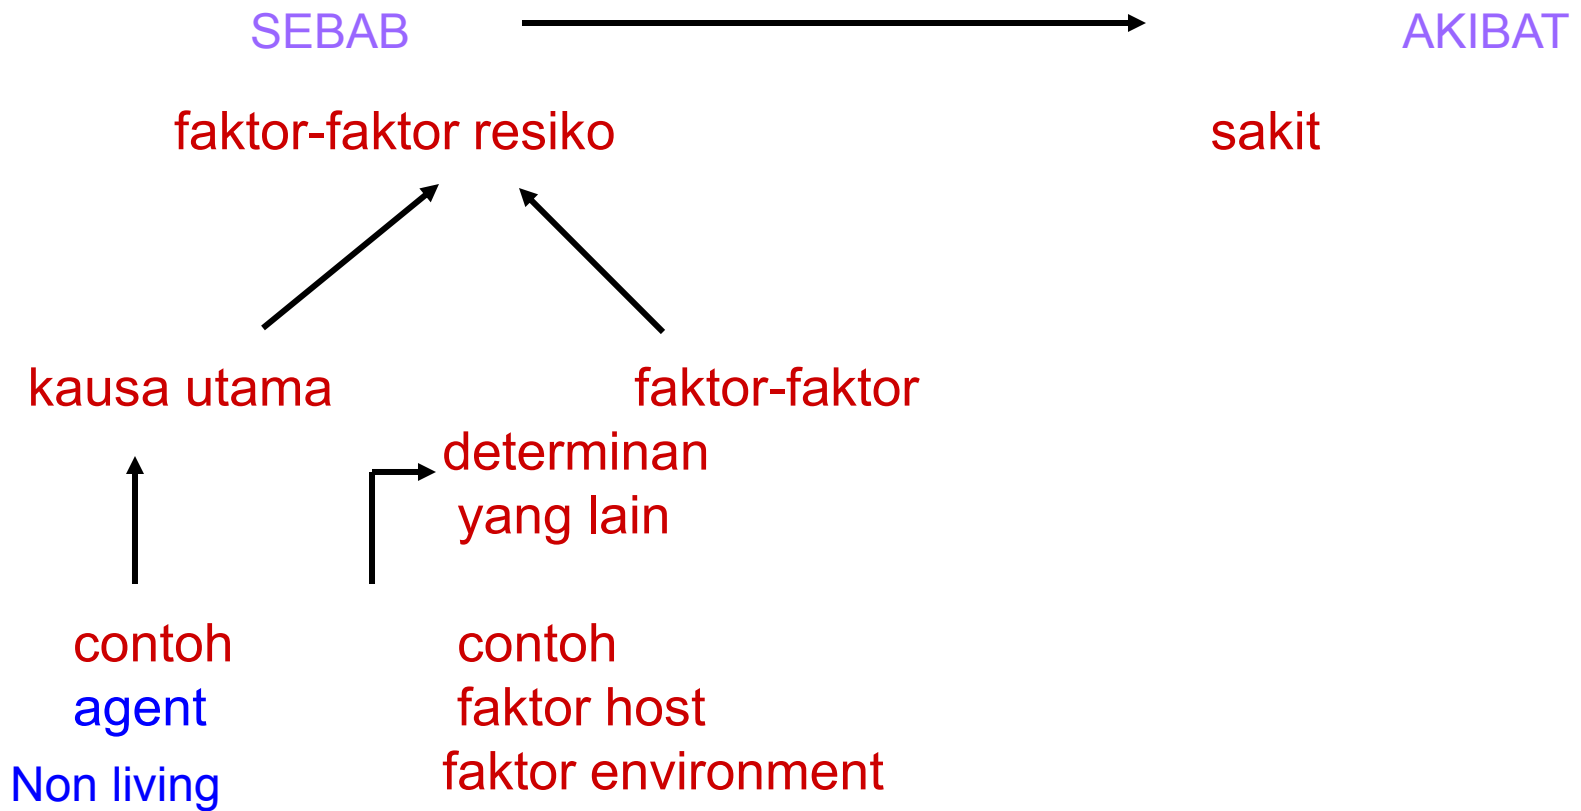 SEBAB AKIBAT
faktor-faktor resiko sakit
kausa utama faktor-faktor
determinan
yang lain
contoh contoh
agent faktor host
Non living faktor environment